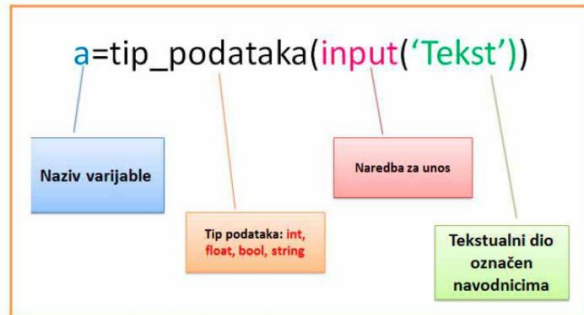 a=tip_podataka(input(‘Tekst’))
Naziv varijable
Naredba za unos
Tip podataka: int,
float, bool, string
Tekstualni dio
označen
navodnicima